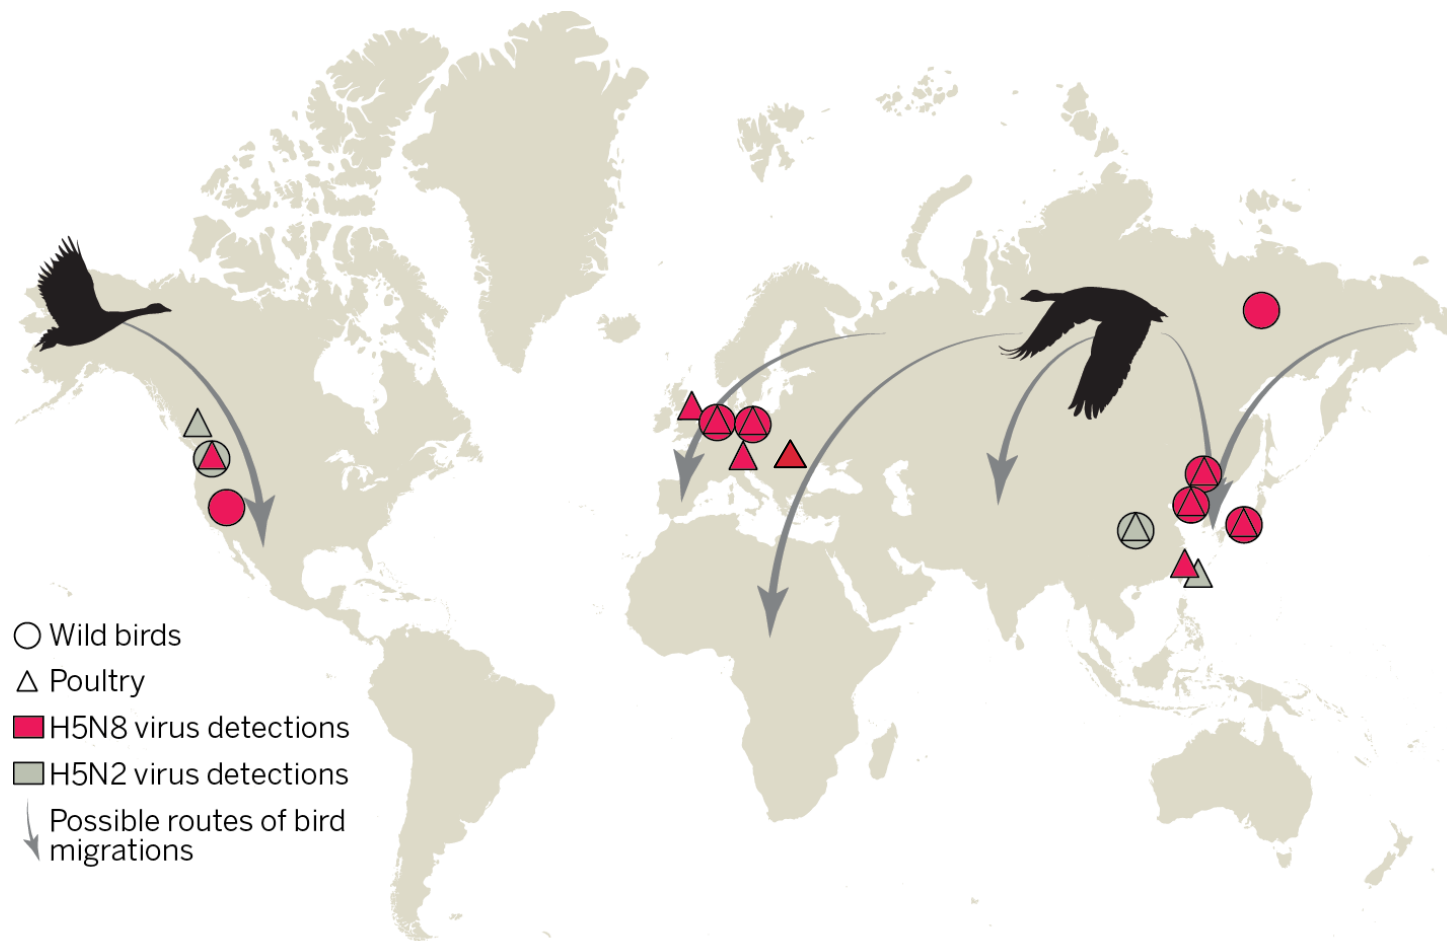 Wild birds
Poultry
H5N8 virus detections
H5N2 virus detections
Possible routes of bird
migrations